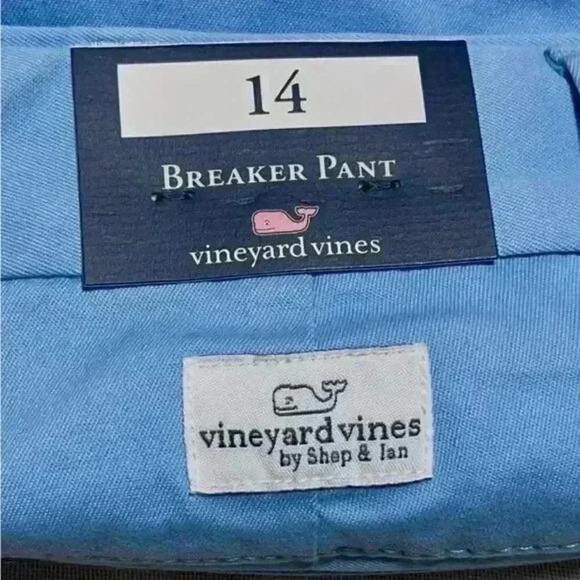 14
BREAKER PANT
vineyard vines
vineyard vines
by Shep & Ian